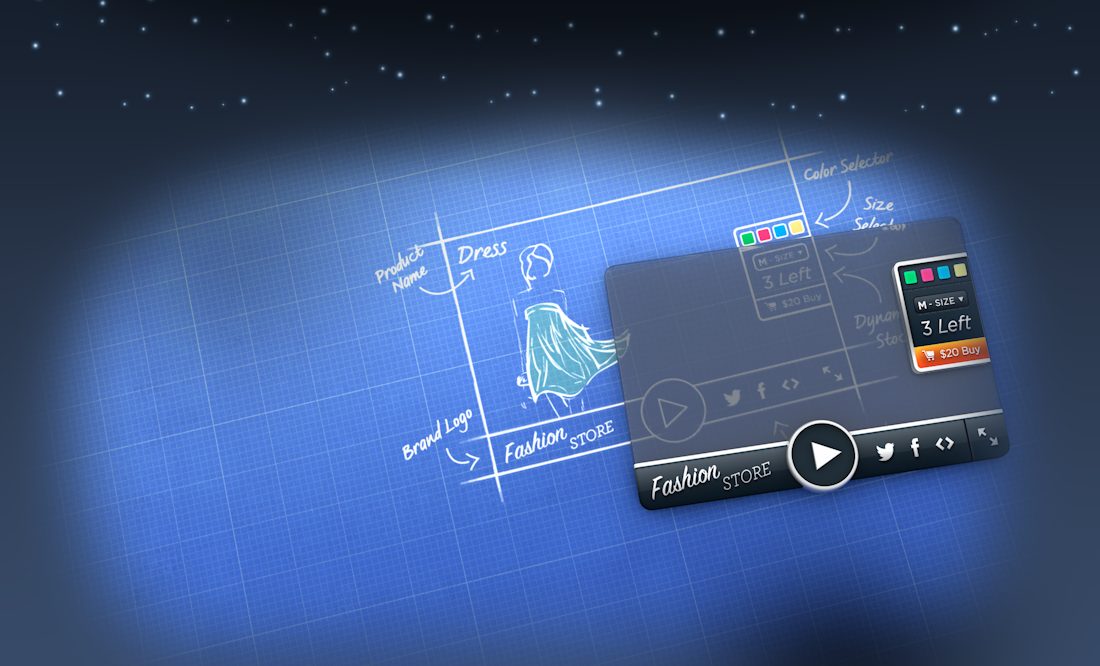 Color Selector
Size
Product
Name
Dress
M - SIZE
3 Left
$20 Buy
M - SIZE
3 Left
$20 Buy
Brand Logo
Fashion
STORE
Fashion
STORE